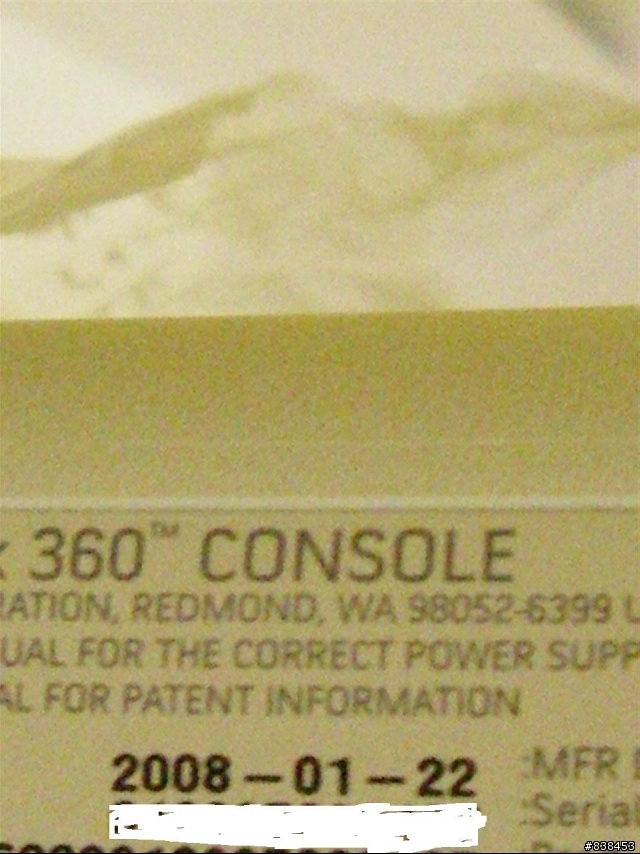 360™ CONSOLE
RATION, REDMOND, WA 98052-6399 U
UAL FOR THE CORRECT POWER SUPP
AL FOR PATENT INFORMATION
2008-01-22 :MFR
:Serial
#838453